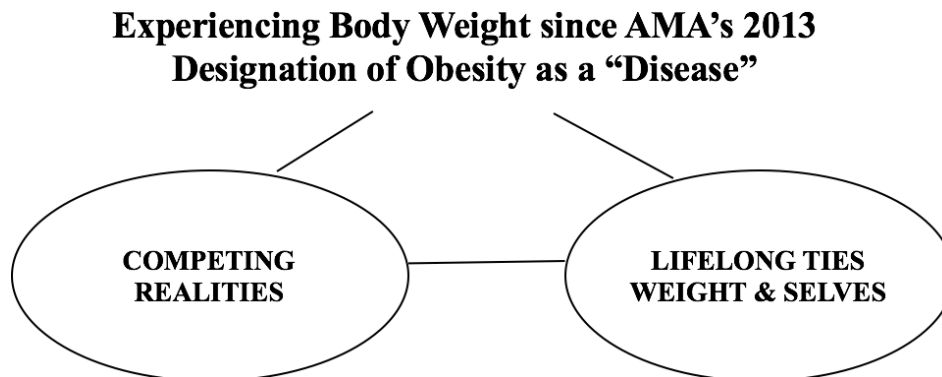 Experiencing Body Weight since AMA’s 2013
Designation of Obesity as a “Disease”
COMPETING
REALITIES
LIFELONG TIES
WEIGHT & SELVES